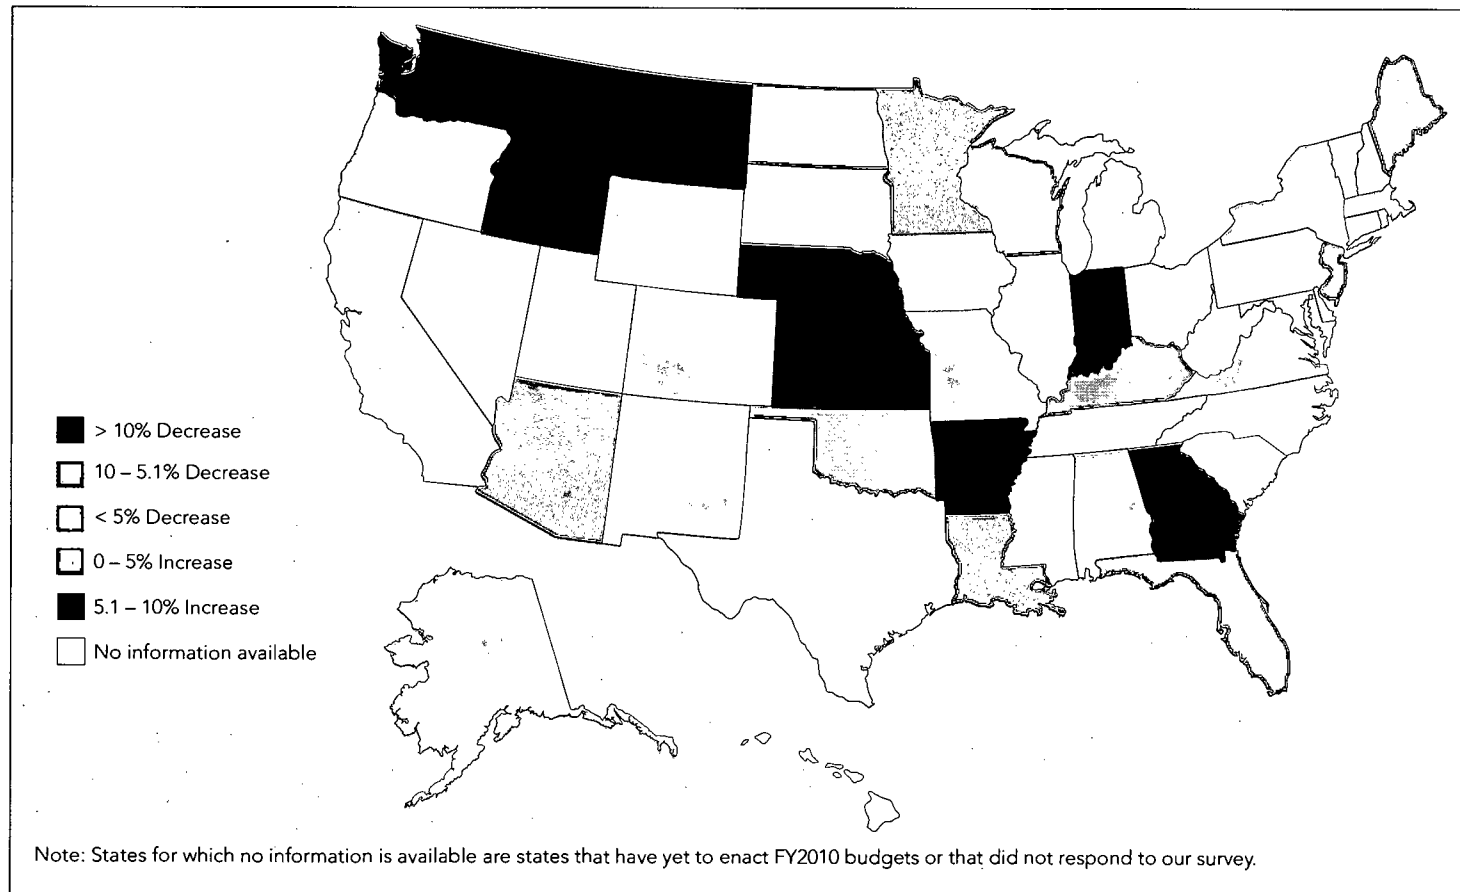 > 10% Decrease
10 – 5.1% Decrease
< 5% Decrease
0 – 5% Increase
5.1 – 10% Increase
No information available
Note: States for which no information is available are states that have yet to enact FY2010 budgets or that did not respond to our survey.